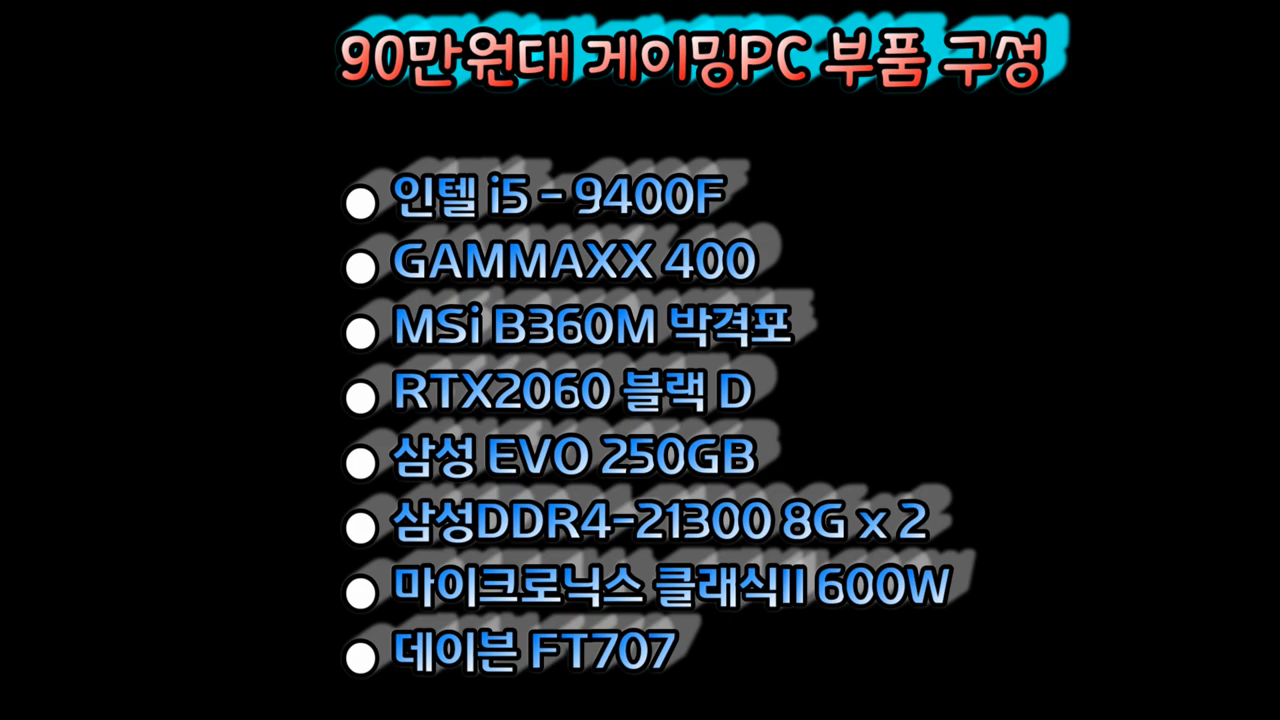 90만원대 게이밍PC 부품 구성
인텔 i5 - 9400F
GAMMAXX 400
MSi B360M 박격포
RTX2060 블랙 D
삼성 EVO 250GB
삼성DDR4-21300 8G x 2
마이크로닉스 클래식II 600W
데이븐 FT707